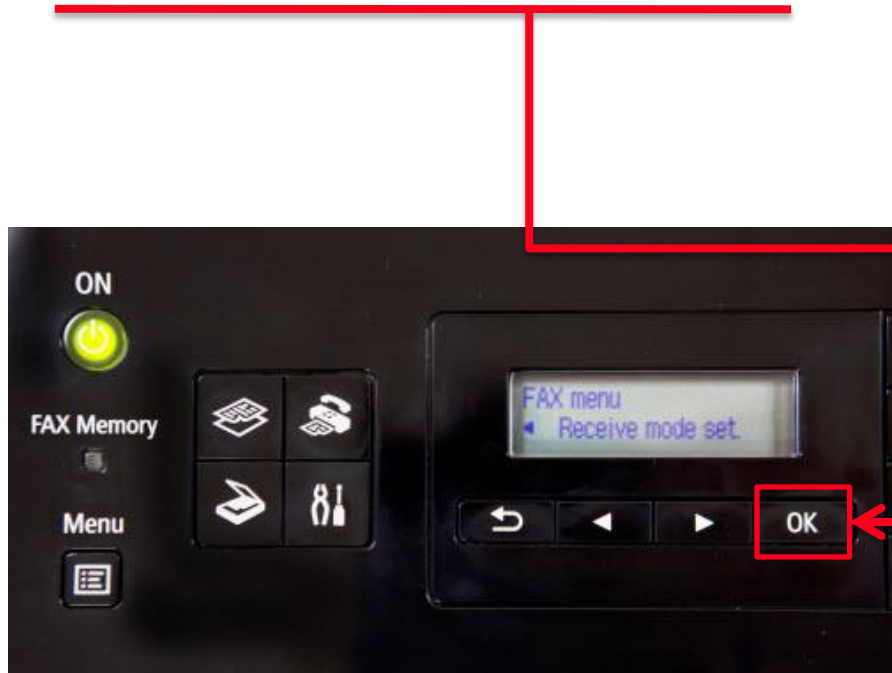 ON
FAX Memory
Menu
FAX menu
Receive mode set.
OK